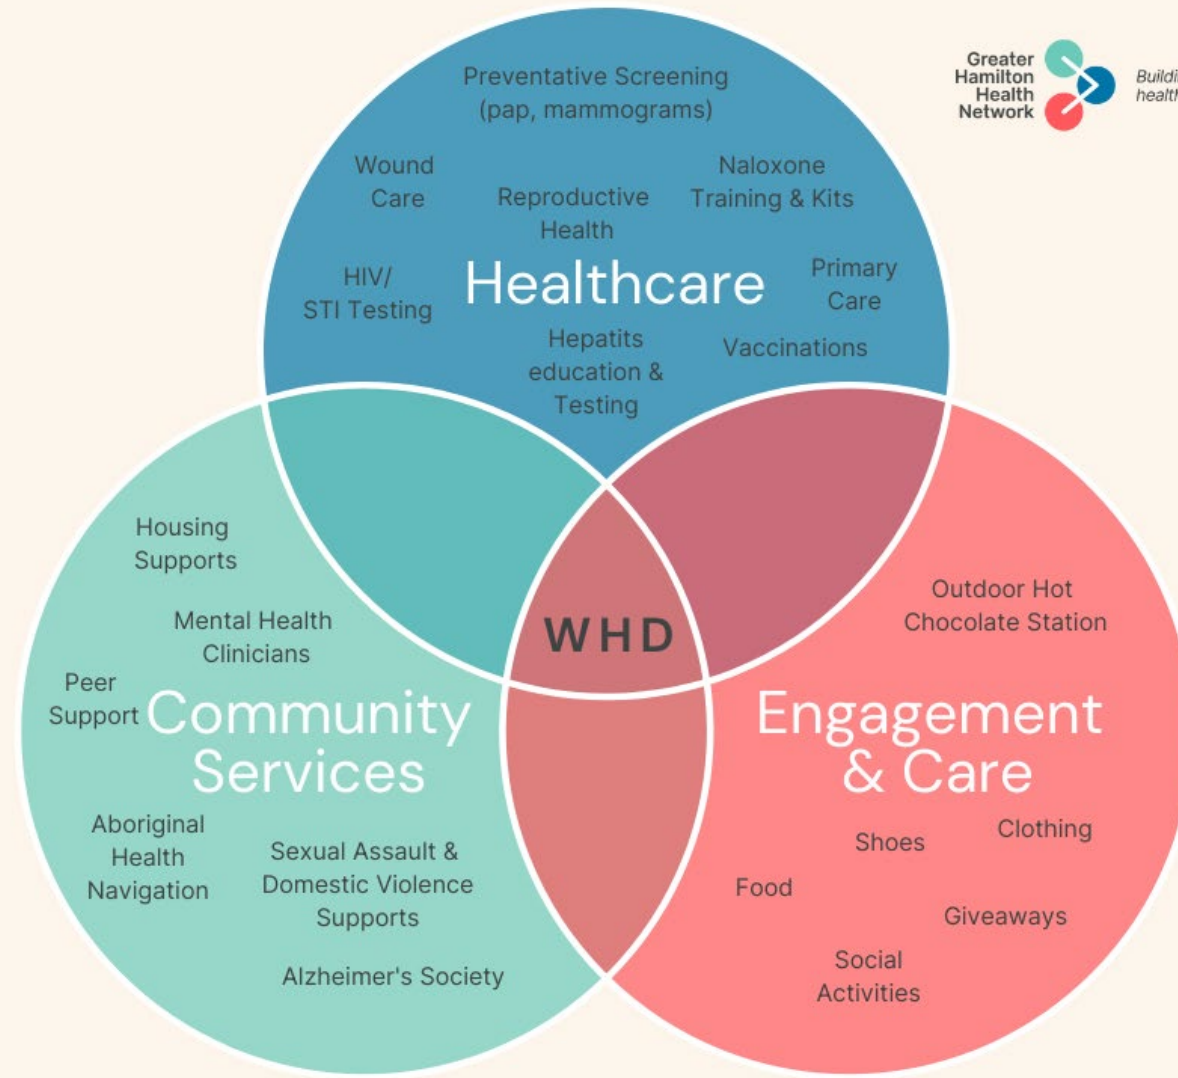 Greater
Hamilton
Health
Network
Preventative Screening
(pap, mammograms)
Wound
Care
Reproductive
Health
Naloxone
Training & Kits
HIV/
STI Testing
Healthcare
Primary
Care
Hepatits
education &
Testing
Vaccinations
Housing
Supports
Mental Health
Clinicians
Peer
Support
Community
Services
Aboriginal
Health
Navigation
Sexual Assault &
Domestic Violence
Supports
Alzheimer's Society
WHD
Outdoor Hot
Chocolate Station
Engagement
& Care
Shoes
Clothing
Food
Giveaways
Social
Activities